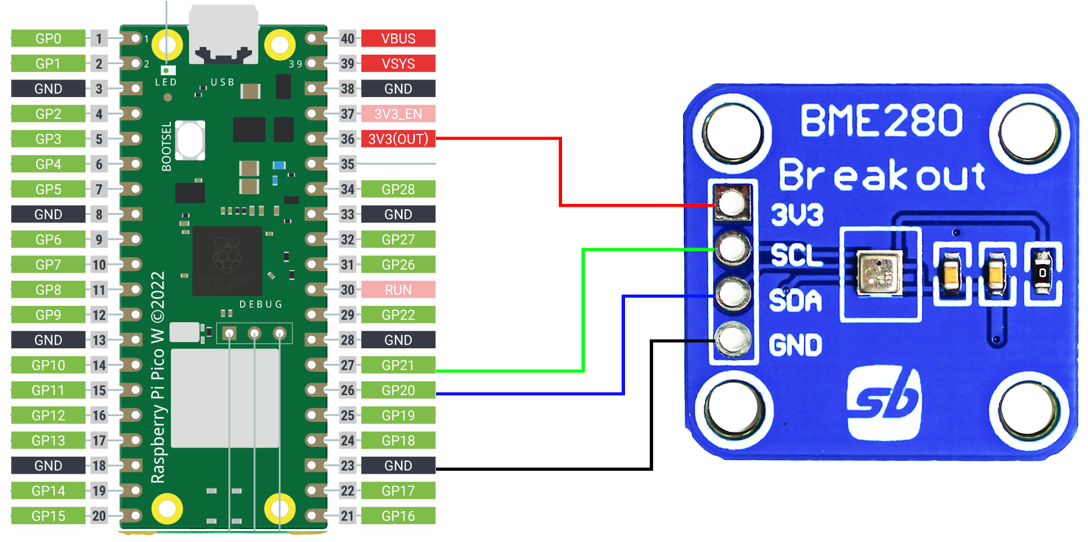 GP0 1 1 40 VBUS
GP1 2 2 39 39 VSYS
LED USB
GND 3 38 GND
GP2 4 37 3V3_EN
GP3 5 BOOTSEL 36 3V3(OUT)
GP4 6 35
GP5 7 34 GP28
GND 8 33 GND
GP6 9 32 GP27
GP7 10 31 GP26
GP8 11 30 RUN
DEBUG
GP9 12 29 GP22
GND 13 28 GND
GP10 14 27 GP21
GP11 15 26 GP20
GP12 16 25 GP19
GP13 17 24 GP18
GND 18 23 GND
GP14 19 22 GP17
GP15 20 21 GP16
Raspberry Pi Pico W ©2022
BME280
Breakout
3V3
SCL
SDA
GND
0
sb